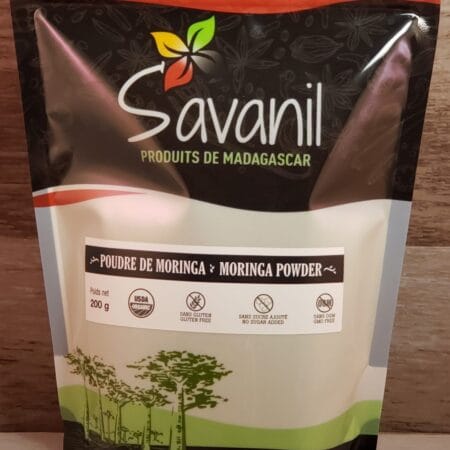 Savanil
PRODUITS DE MADAGASCAR
POUDRE DE MORINGA MORINGA POWDER
Poids net
200 g
USDA
ORGANIC
SANS GLUTEN
GLUTEN FREE
SANS SUCRE AJOUTÉ
NO SUGAR ADDED
SANS OGM
GMO FREE